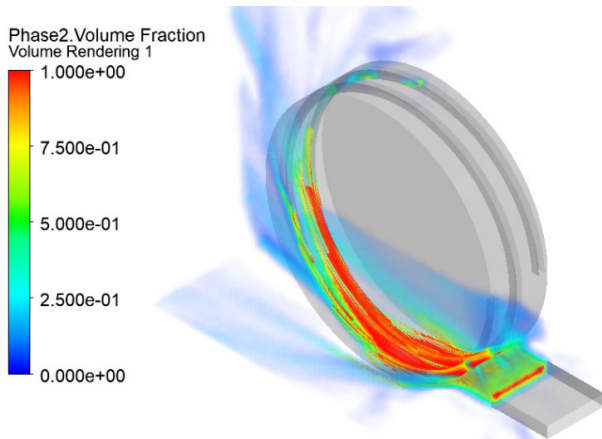 Phase2.Volume Fraction
Volume Rendering 1
1.000e+00
7.500e-01
5.000e-01
2.500e-01
0.000e+00